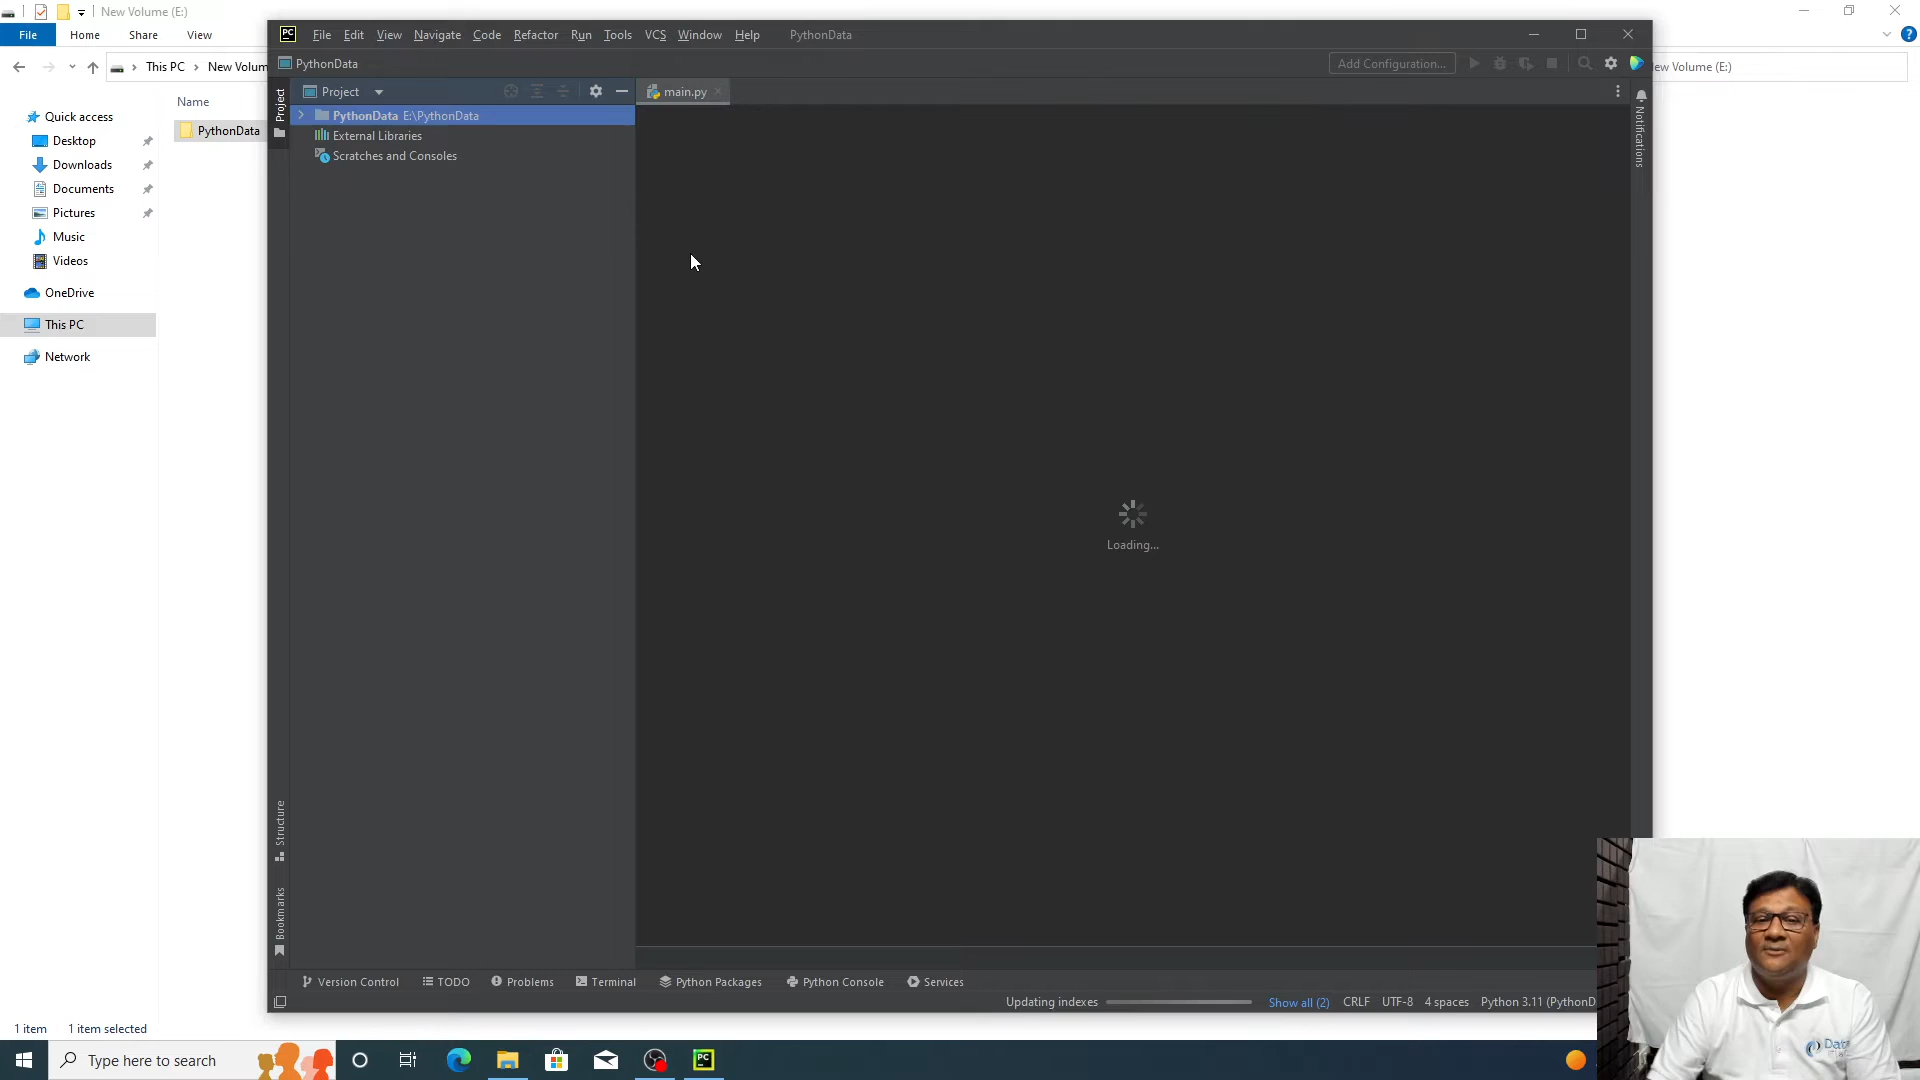 New Volume (E:)
File Home Share View
This PC New Volum
Quick access
Desktop
Downloads
Documents
Pictures
Music
Videos
OneDrive
This PC
Network
Name
PythonData
1 item 1 item selected
PC File Edit View Navigate Code Refactor Run Tools VCS Window Help PythonData
PythonData
Add Configuration...
ew Volume (E:)
Project
Project
main.py
PythonData E:\PythonData
External Libraries
Scratches and Consoles
Notifications
Loading...
Structure
Bookmarks
Version Control TODO Problems Terminal Python Packages Python Console Services
Updating indexes Show all (2) CRLF UTF-8 4 spaces Python 3.11 (PythonD
Type here to search
PC
Data